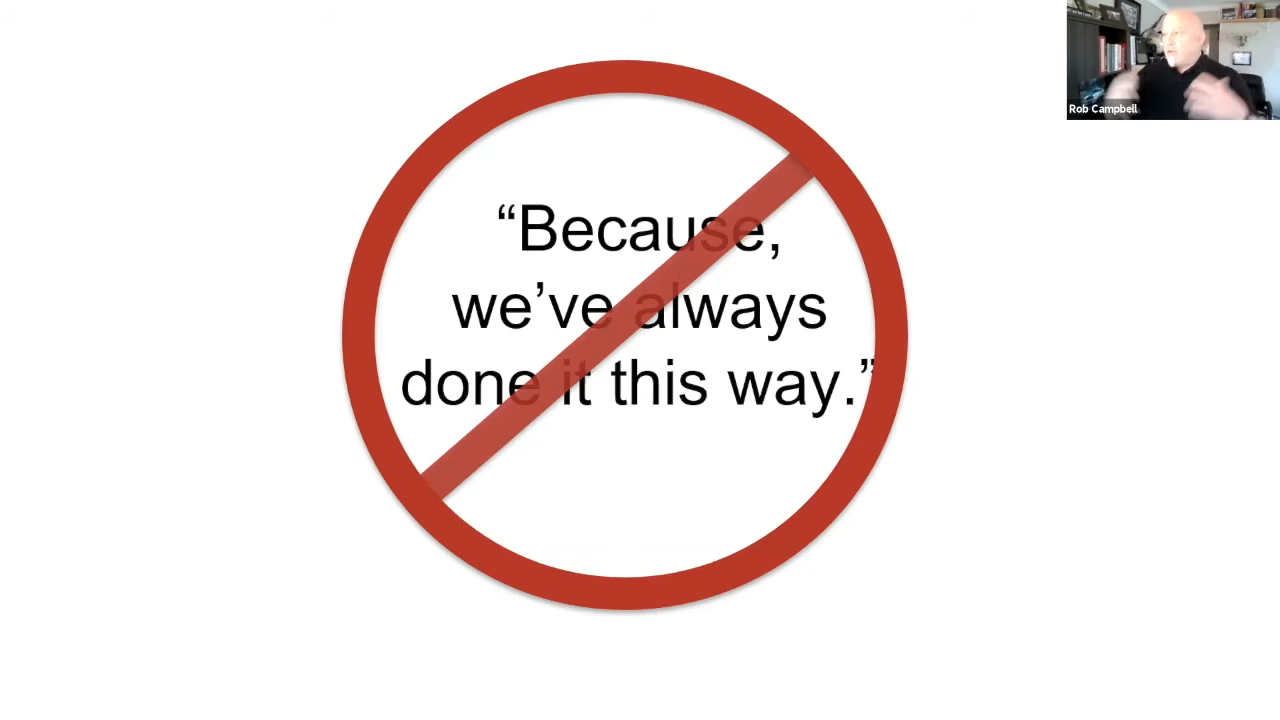 “Because,
we’ve always
done it this way.”
Rob Campbell